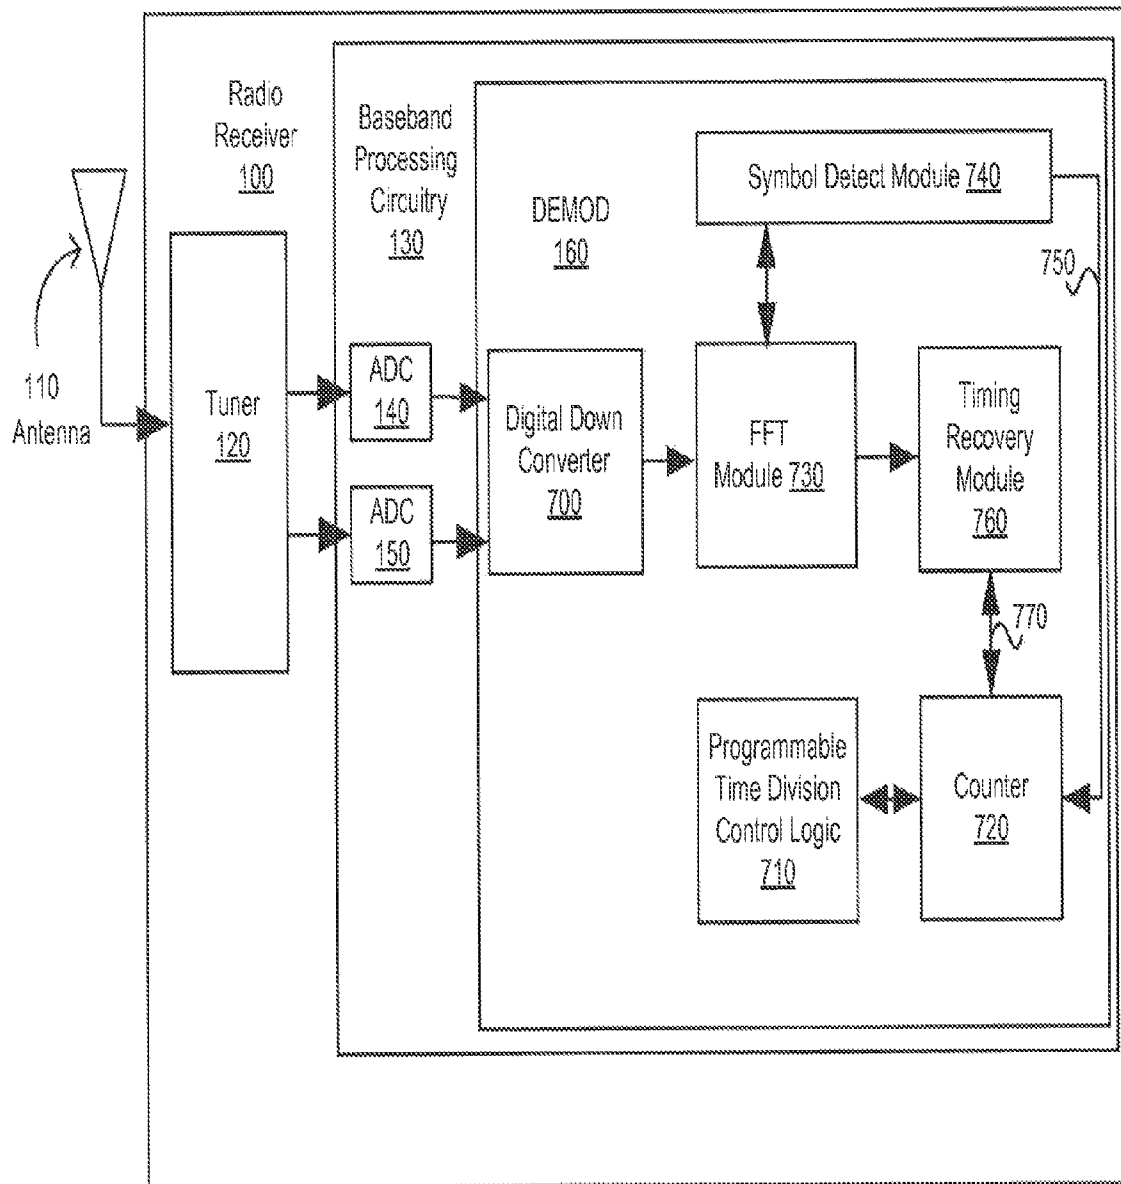 Radio
Receiver
100
Baseband
Processing
Circuitry
130
DEMOD
160
Symbol Detect Module 740
750
110
Antenna
Tuner
120
ADC
140
ADC
150
Digital Down
Converter
700
FFT
Module 730
Timing
Recovery
Module
760
770
Programmable
Time Division
Control Logic
710
Counter
720